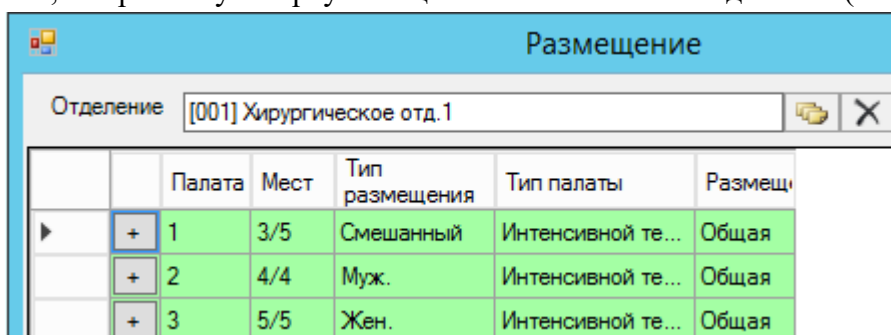 Размещение
Отделение [001] Хирургическое отд.1
Палата Мест Тип размещения Тип палаты Размещ
+ 1 3/5 Смешанный Интенсивной те... Общая
+ 2 4/4 Муж. Интенсивной те... Общая
+ 3 5/5 Жен. Интенсивной те... Общая